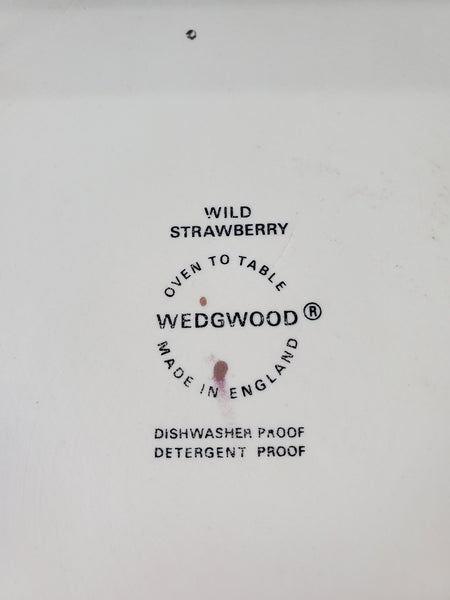 WILD
STRAWBERRY
OVEN TO TABLE
WEDGWOOD®
MADE IN ENGLAND
DISHWASHER PROOF
DETERGENT PROOF